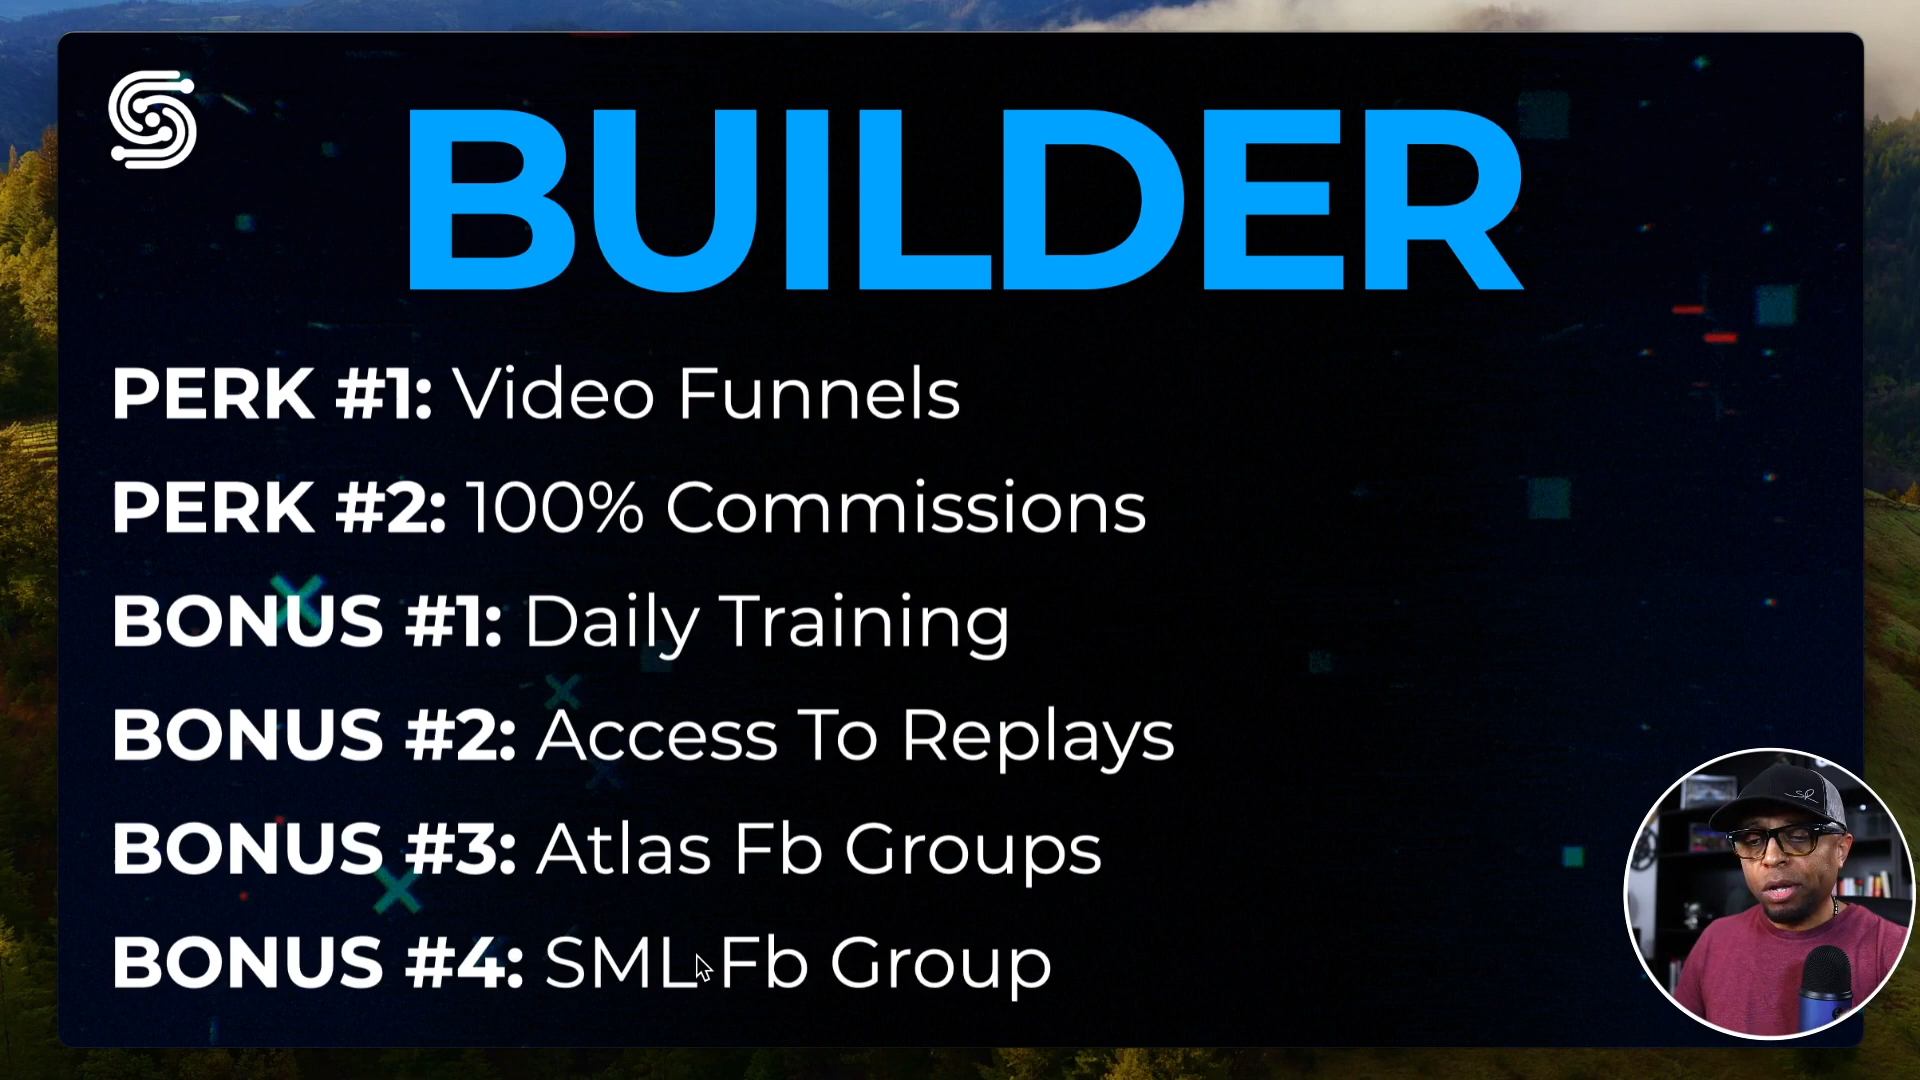 BUILDER
PERK #1: Video Funnels
PERK #2: 100% Commissions
BONUS #1: Daily Training
BONUS #2: Access To Replays
BONUS #3: Atlas Fb Groups
BONUS #4: SML Fb Group
SR